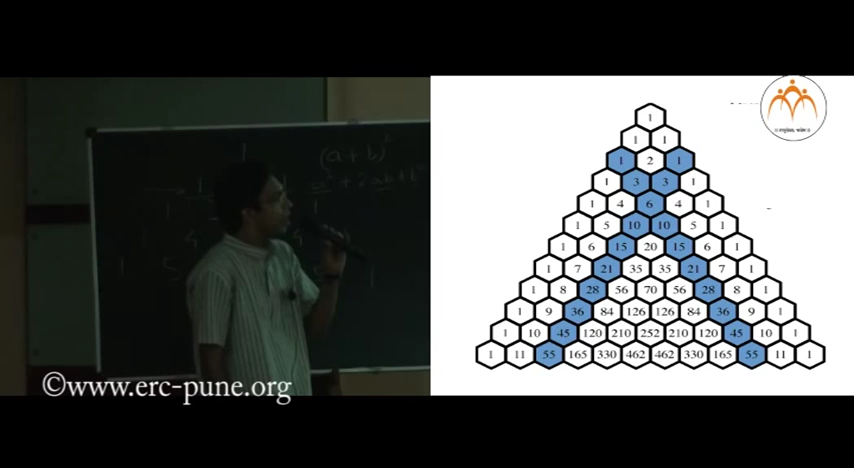 (a+b)²
1
1 1
1 2 1
1 3 3 1
1 4 6 4 1
1 5 10 10 5 1
1 6 15 20 15 6 1
1 7 21 35 35 21 7 1
1 8 28 56 70 56 28 8 1
1 9 36 84 126 126 84 36 9 1
1 10 45 120 210 252 210 120 45 10 1
1 11 55 165 330 462 462 330 165 55 11 1
©www.erc-pune.org